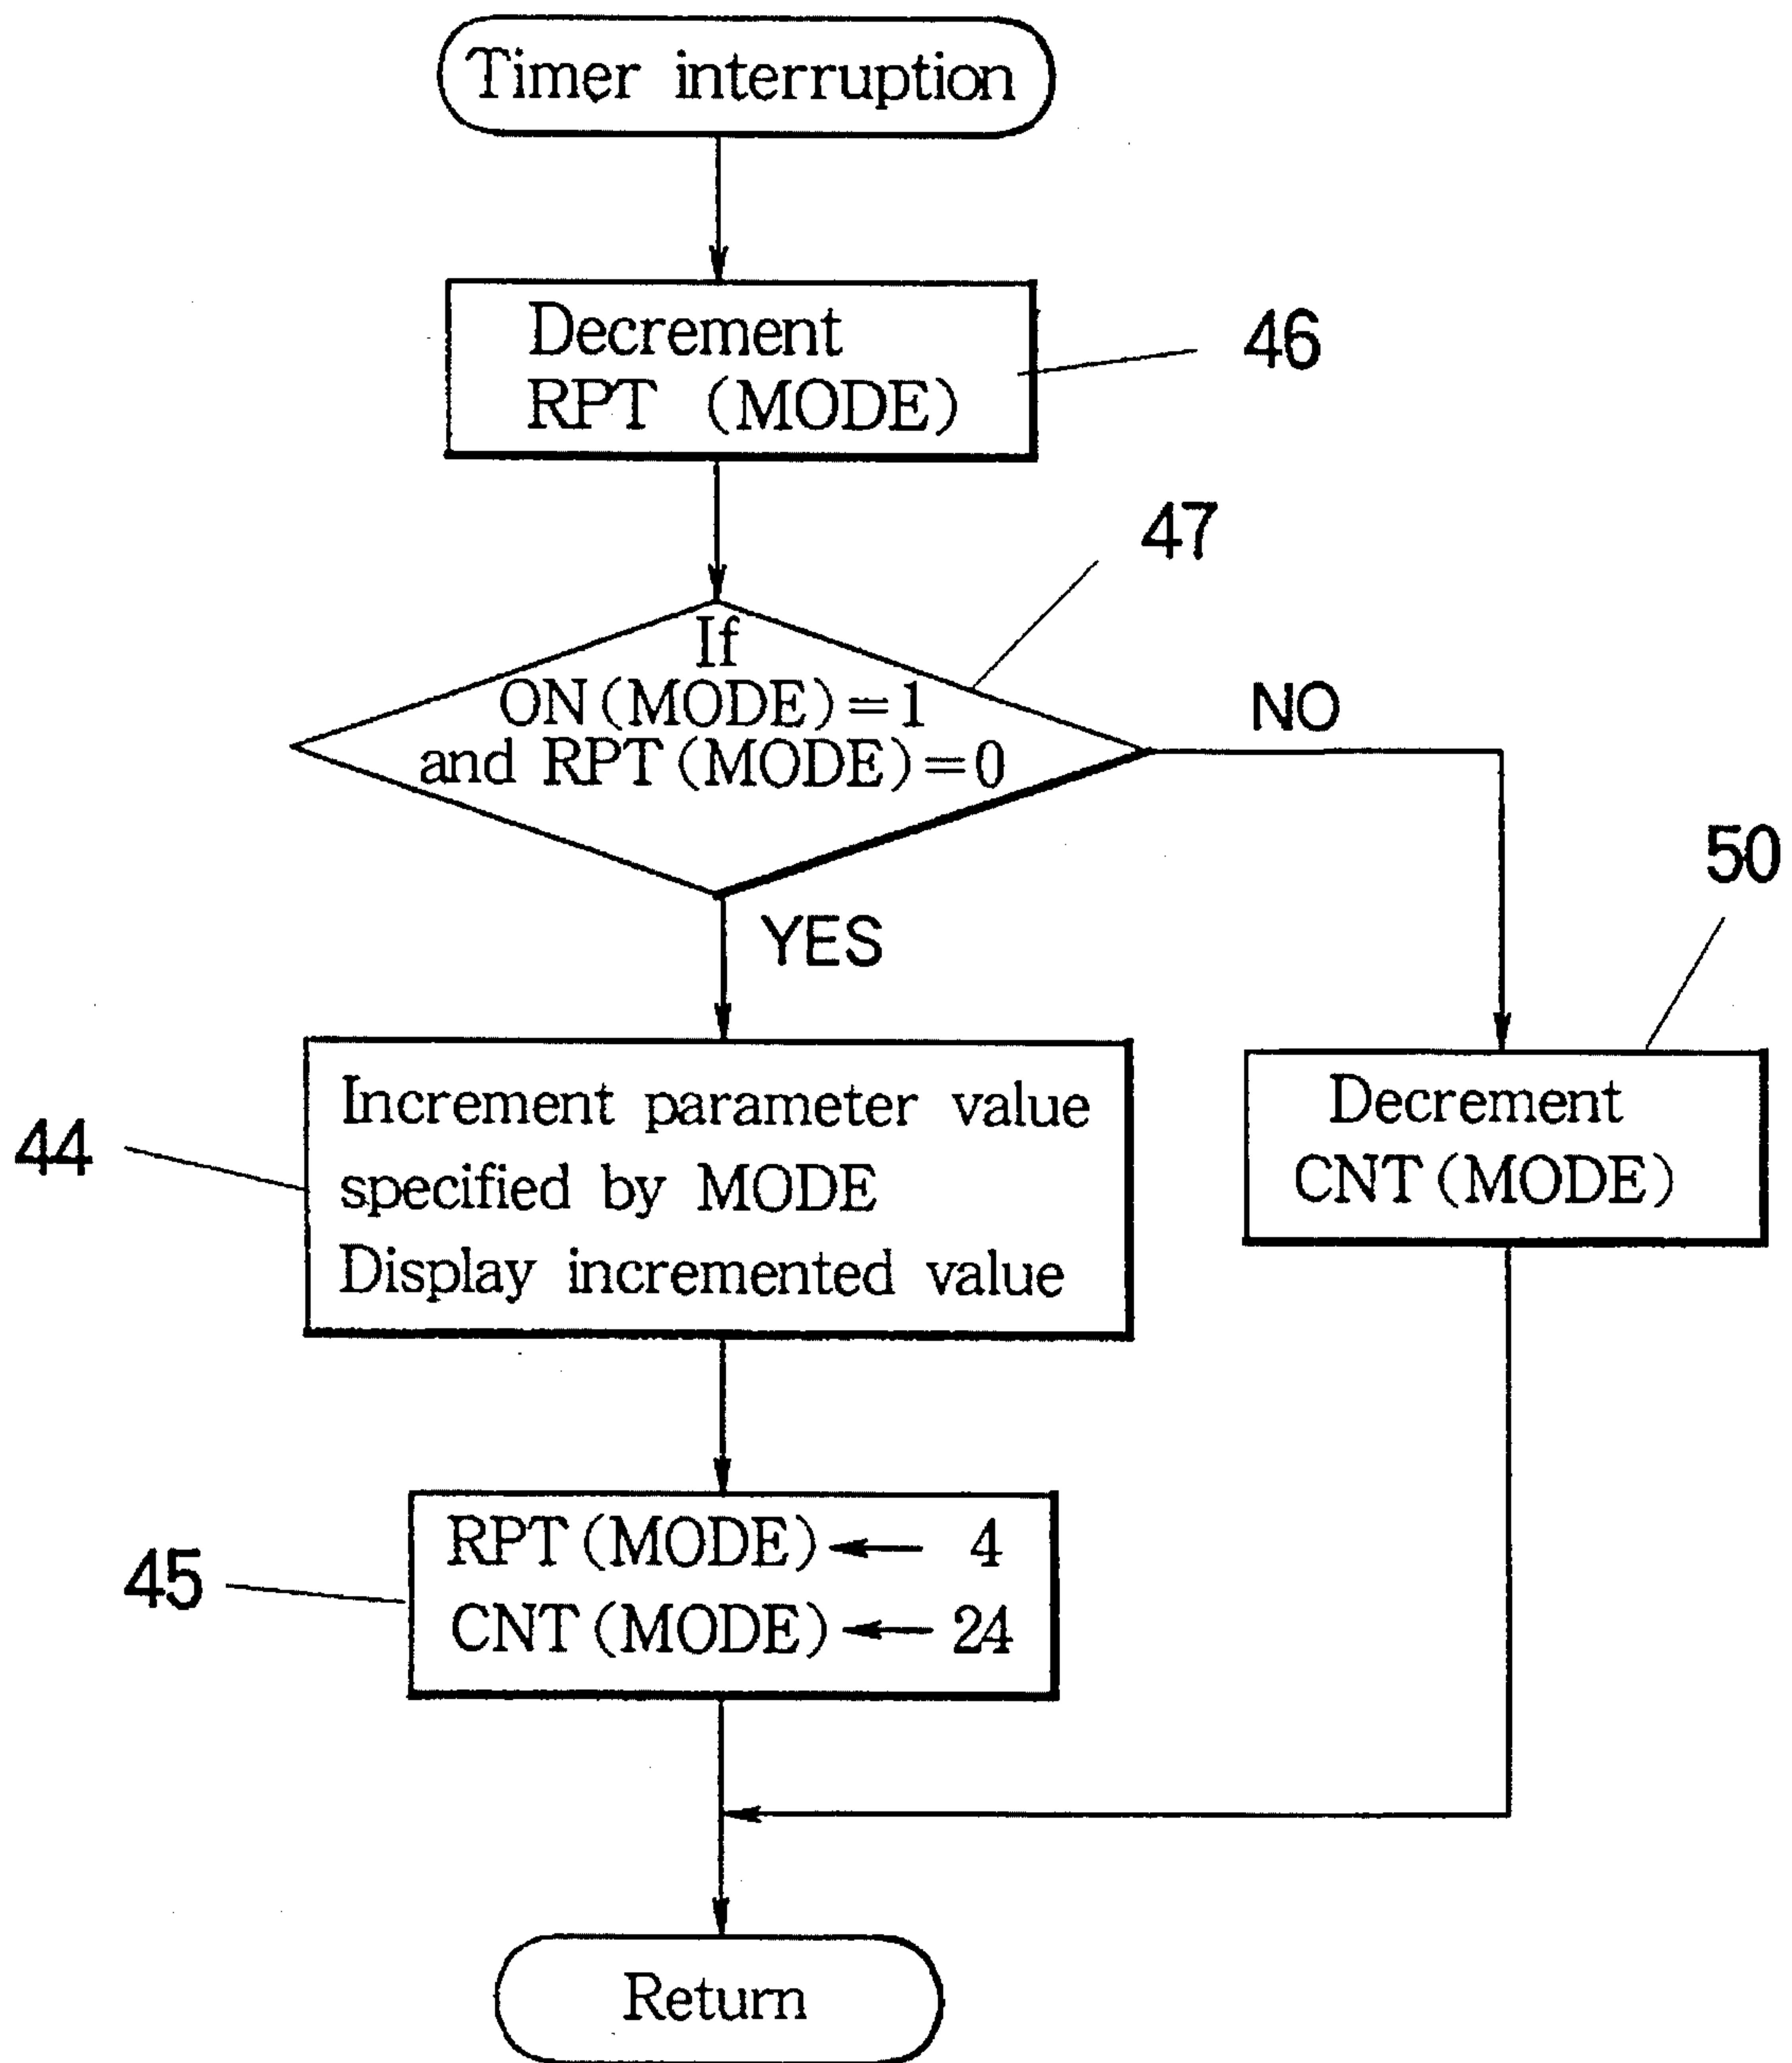 Timer interruption
Decrement
RPT (MODE)
46
47
If
ON(MODE)=1
and RPT(MODE)=0
NO
50
YES
Increment parameter value
specified by MODE
Display incremented value
44
Decrement
CNT(MODE)
RPT(MODE)← 4
CNT(MODE)← 24
45
Return